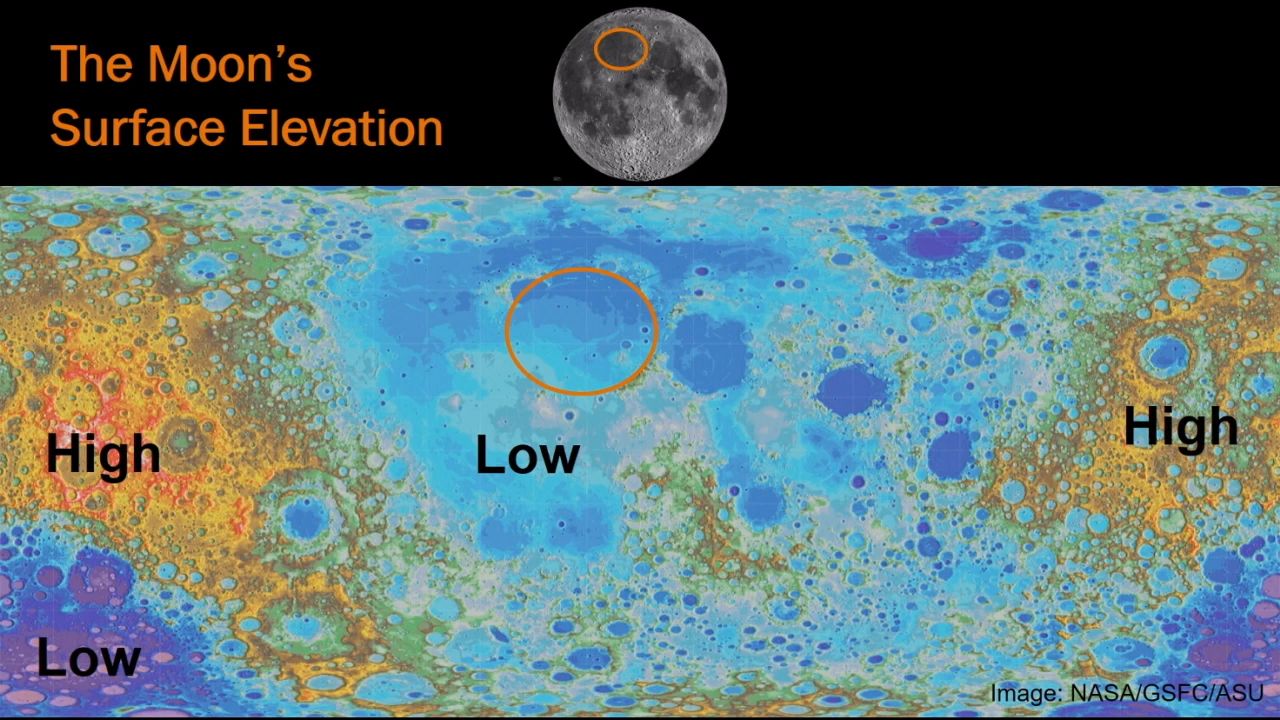 The Moon’s
Surface Elevation
High
High
Low
Low
Image: NASA/GSFC/ASU